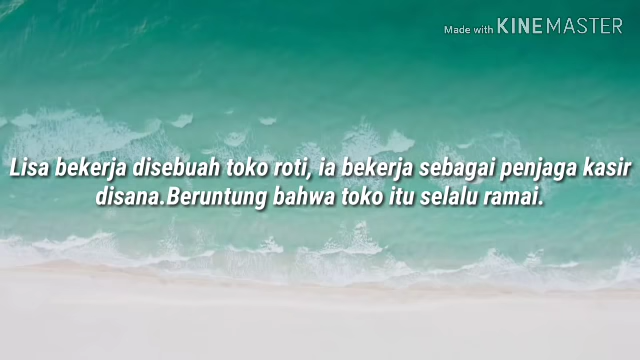 Made with KINEMASTER
Lisa bekerja disebuah toko roti, ia bekerja sebagai penjaga kasir
disana.Beruntung bahwa toko itu selalu ramai.